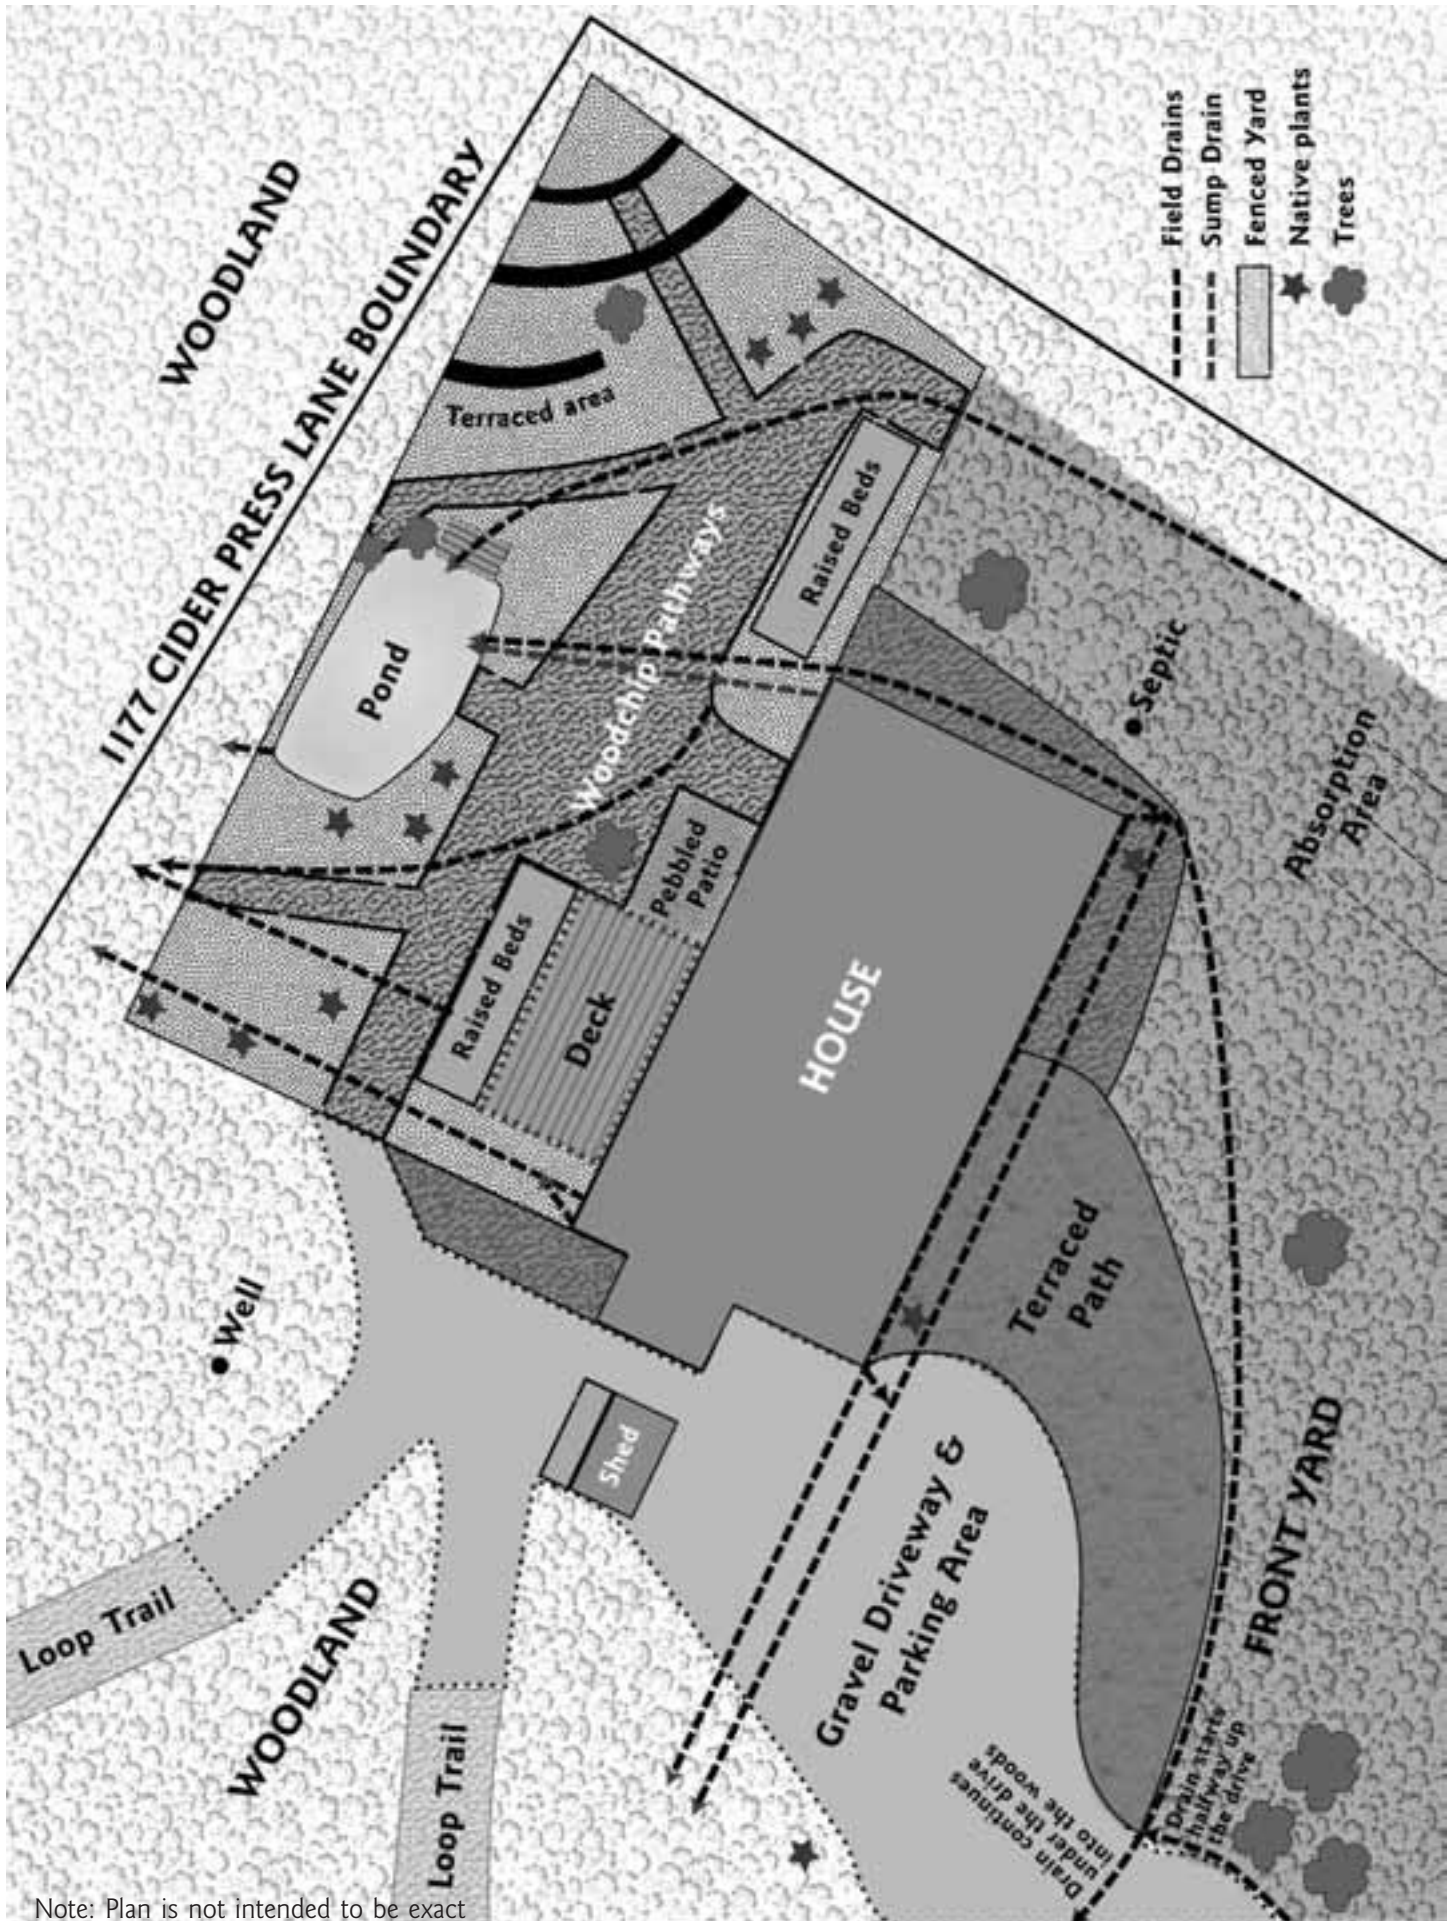 WOODLAND
1177 CIDER PRESS LANE BOUNDARY
Field Drains
Sump Drain
Fenced Yard
Native plants
Trees
Terraced area
Raised Beds
Woodchip Pathways
Pond
Septic
Absorption
Area
Pebbled
Patio
Raised Beds
Deck
HOUSE
Terraced
Path
Well
Shed
Gravel Driveway &
Parking Area
FRONT YARD
Loop Trail
WOODLAND
Loop Trail
Drain continues
under the drive
into the woods
Drain starts
halfway up
the drive
Note: Plan is not intended to be exact